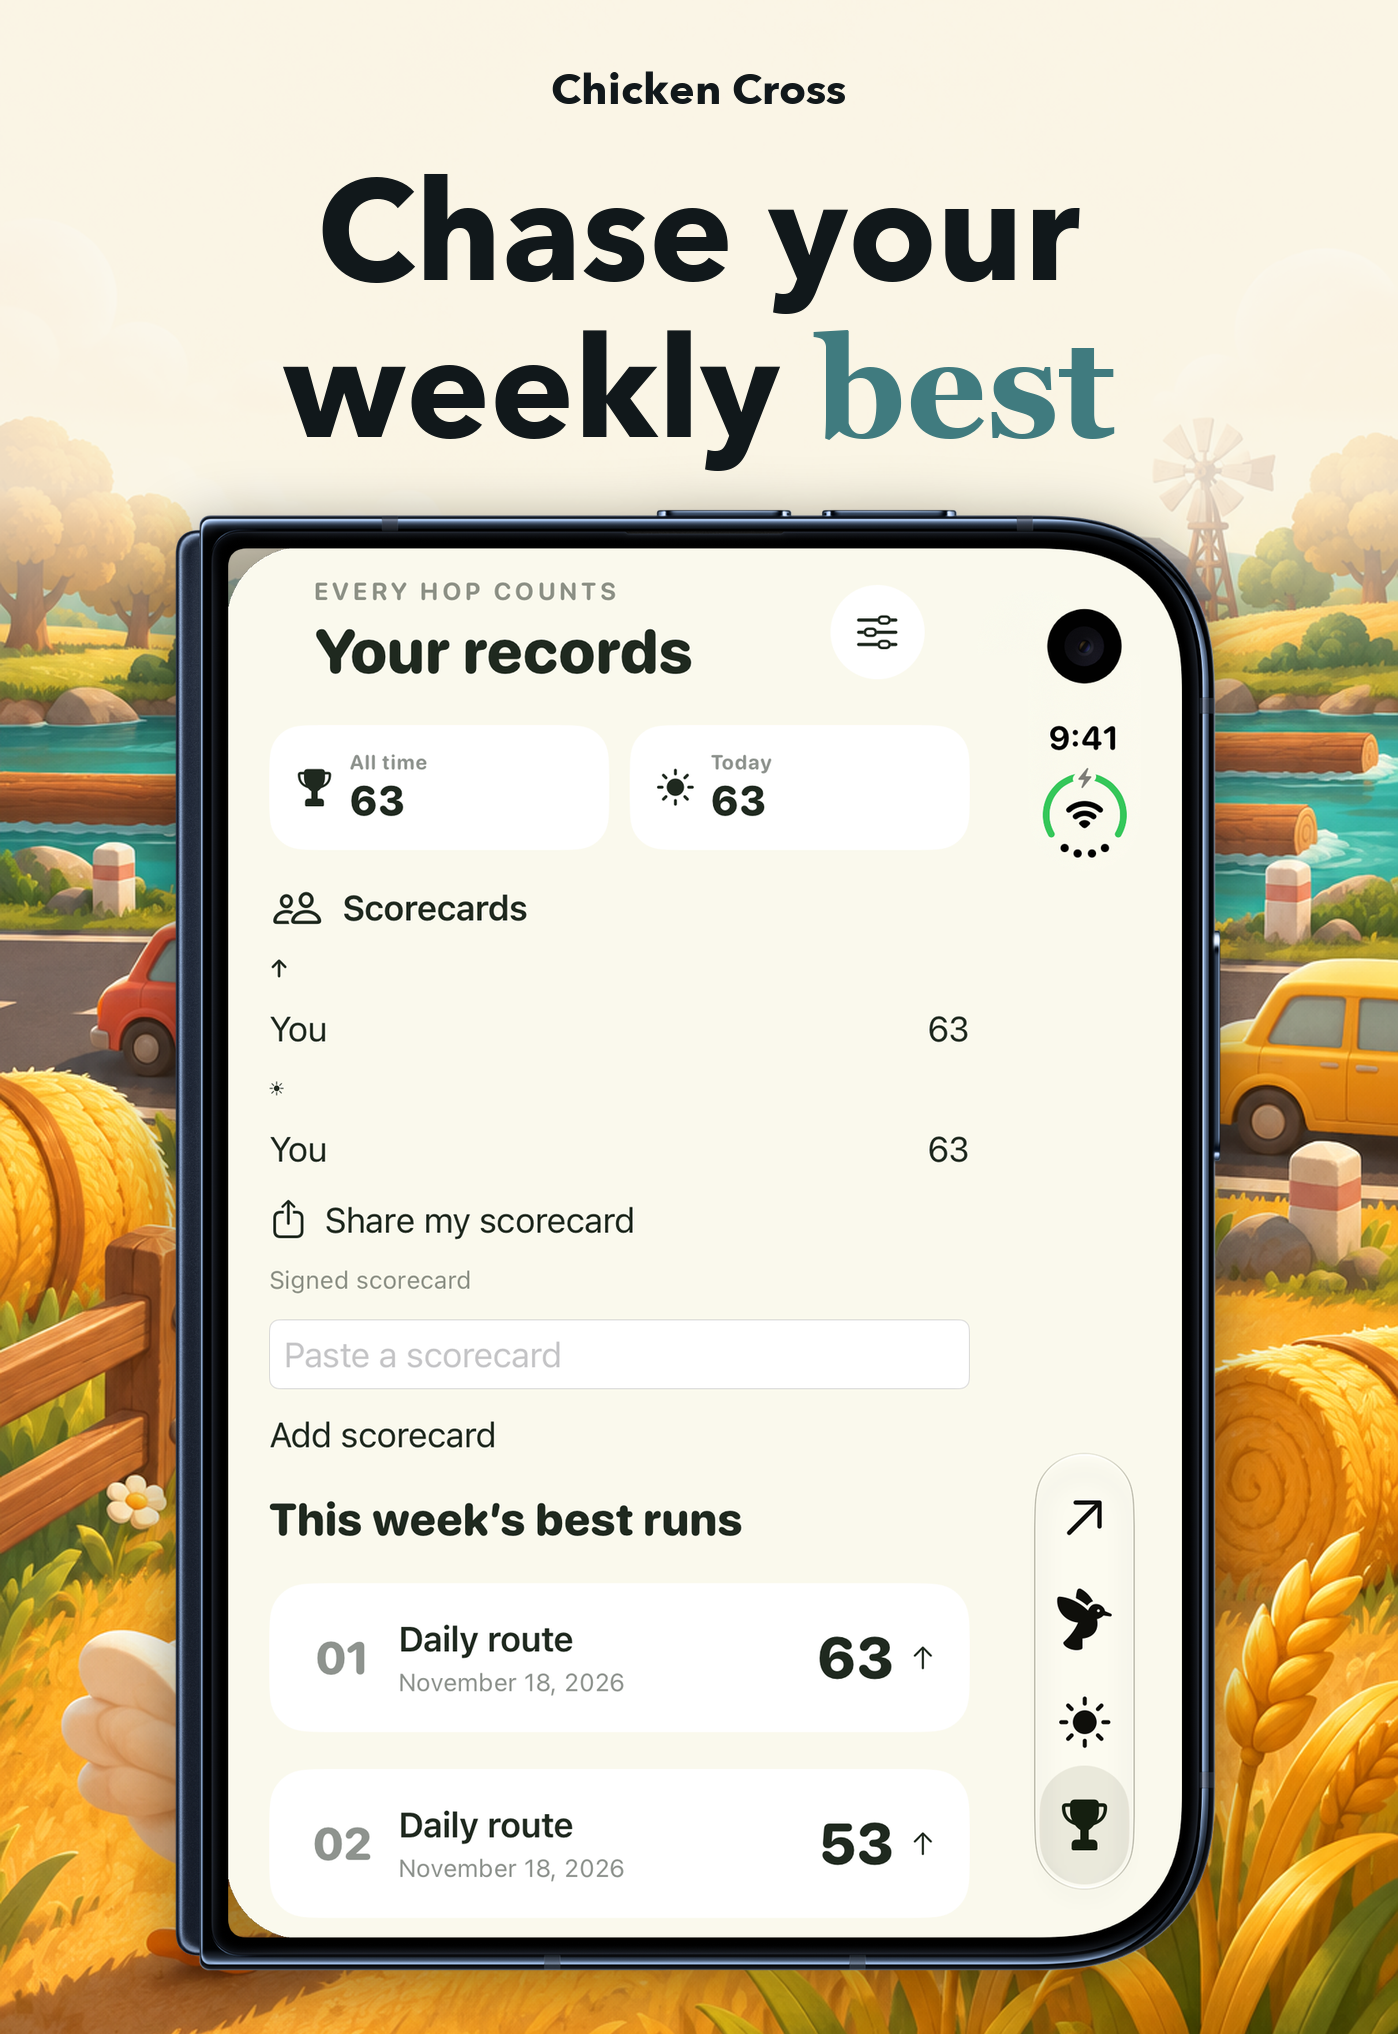 Chicken Cross
Chase your
weekly best
EVERY HOP COUNTS
Your records
9:41
All time
63
Today
63
Scorecards
You 63
You 63
Share my scorecard
Signed scorecard
Paste a scorecard
Add scorecard
This week's best runs
01 Daily route 63
November 18, 2026
02 Daily route 53
November 18, 2026